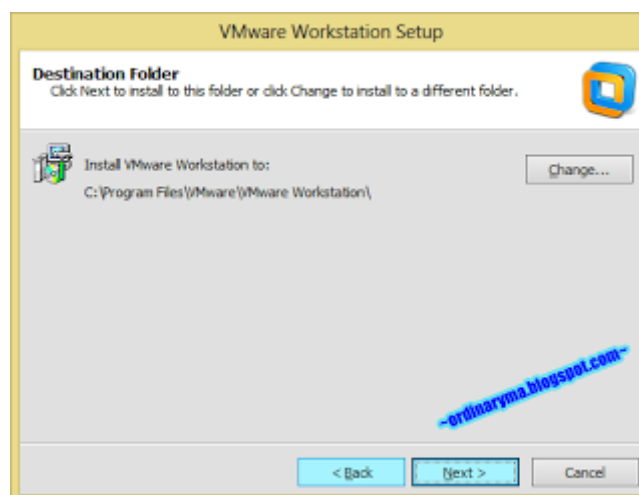 VMware Workstation Setup
Destination Folder
Click Next to install to this folder or click Change to install to a different folder.
Install VMware Workstation to:
Change...
C:\Program Files\VMware\VMware Workstation\
~ordinaryma.blogspot.com~
< Back
Next >
Cancel